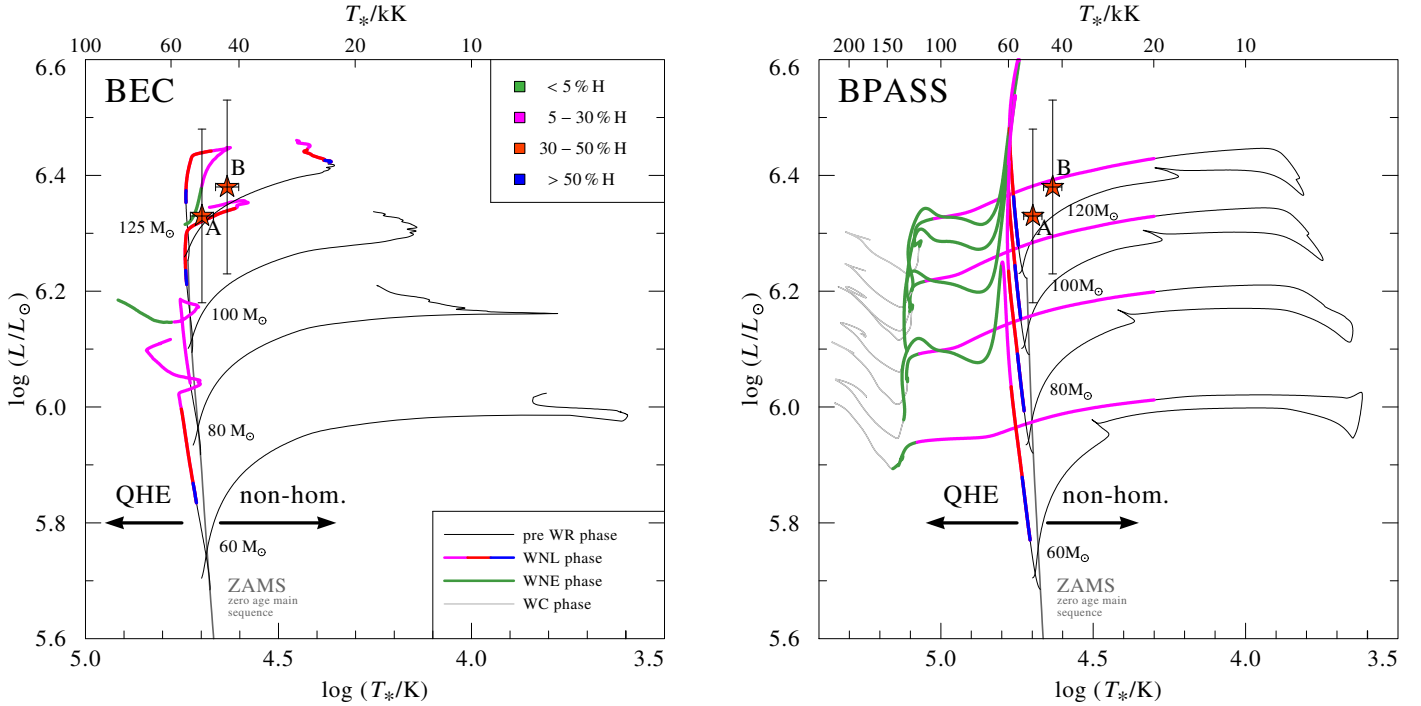 T*/kK
100 60 40 20 10
6.6
6.4
6.2
6.0
5.8
5.6
log (L/L⊙)
BEC
< 5 % H
5 − 30 % H
30 − 50 % H
> 50 % H
B
A
125 M⊙
100 M⊙
80 M⊙
60 M⊙
QHE
non-hom.
ZAMS
zero age main
sequence
pre WR phase
WNL phase
WNE phase
WC phase
5.0 4.5 4.0 3.5
log (T*/K)
T*/kK
200 150 100 60 40 20 10
6.6
6.4
6.2
6.0
5.8
5.6
log (L/L⊙)
BPASS
B
A
120M⊙
100M⊙
80M⊙
60M⊙
QHE
non-hom.
ZAMS
zero age main
sequence
5.0 4.5 4.0 3.5
log (T*/K)